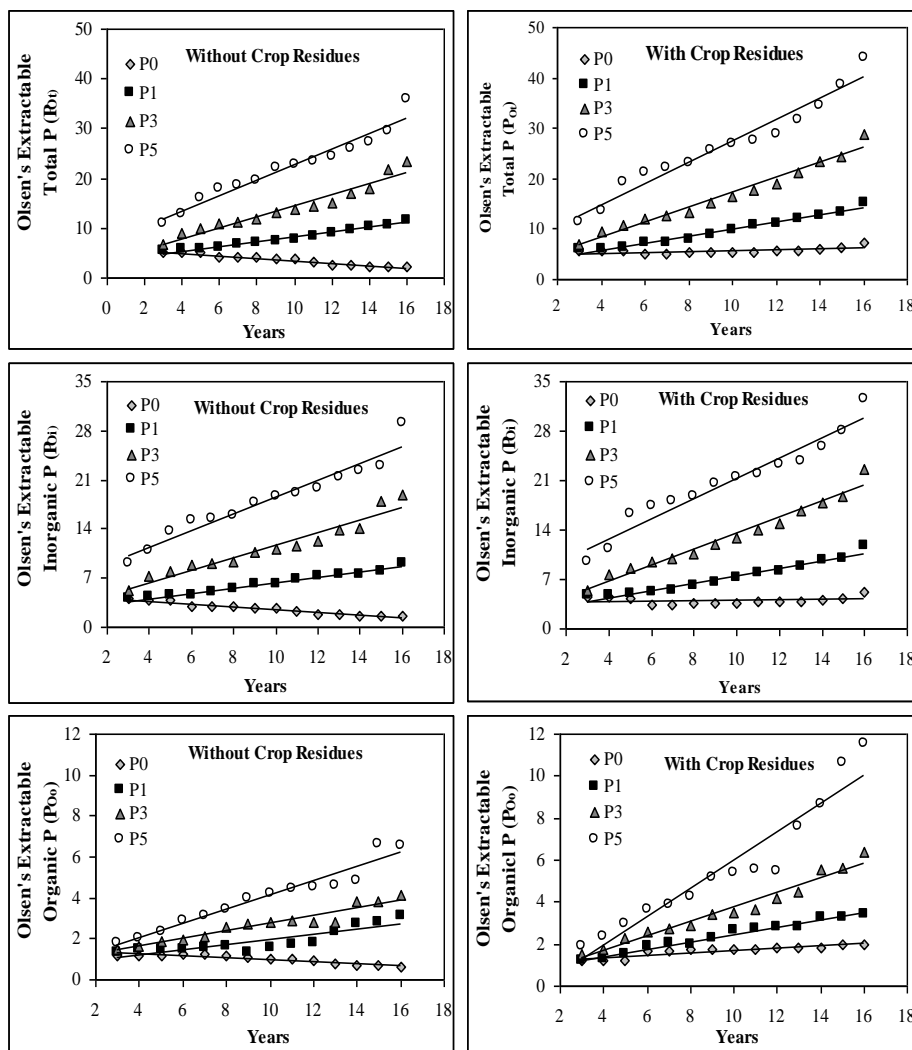 Without Crop Residues
Olsen's Extractable
Total P (POt)
50
40
30
20
10
0
P0
P1
P3
P5
0 2 4 6 8 10 12 14 16 18
Years
With Crop Residues
Olsen's Extractable
Total P (POt)
50
40
30
20
10
0
P0
P1
P3
P5
2 4 6 8 10 12 14 16 18
Years
Without Crop Residues
Olsen's Extractable
Inorganic P (POi)
35
28
21
14
7
0
P0
P1
P3
P5
2 4 6 8 10 12 14 16 18
Years
With Crop Residues
Olsen's Extractable
Inorganic P (POi)
35
28
21
14
7
0
P0
P1
P3
P5
2 4 6 8 10 12 14 16 18
Years
Without Crop Residues
Olsen's Extractable
Organic P (POo)
12
10
8
6
4
2
0
P0
P1
P3
P5
2 4 6 8 10 12 14 16 18
Years
With Crop Residues
Olsen's Extractable
Organicl P (POo)
12
10
8
6
4
2
0
P0
P1
P3
P5
2 4 6 8 10 12 14 16 18
Years